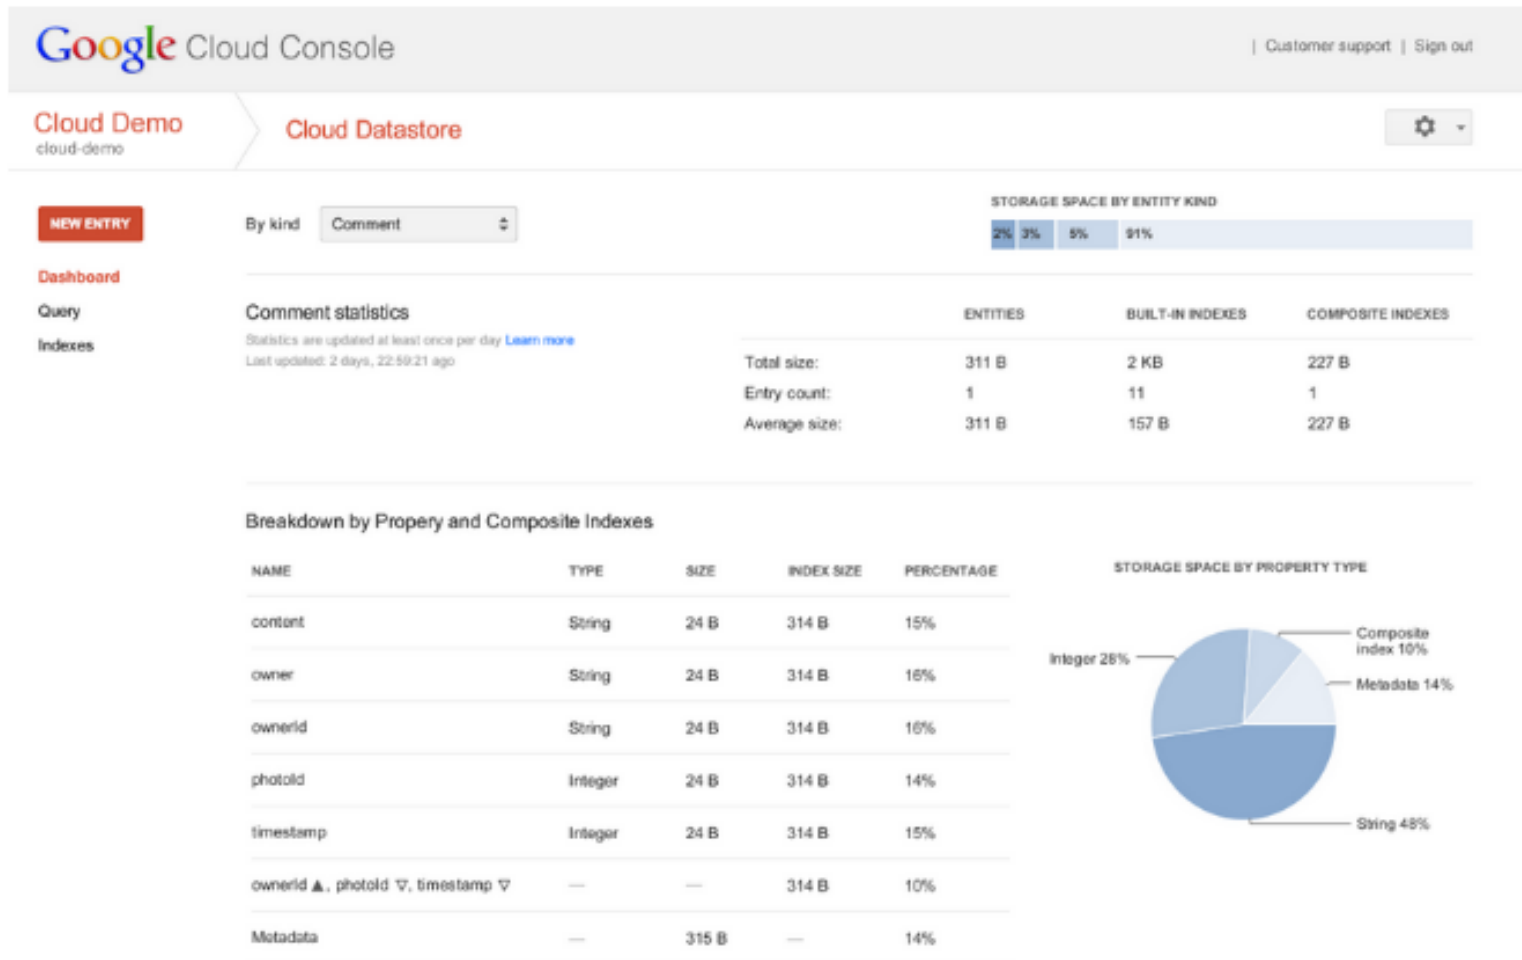 Google Cloud Console
| Customer support | Sign out
Cloud Demo
cloud-demo
Cloud Datastore
NEW ENTRY
Dashboard
Query
Indexes
By kind Comment
STORAGE SPACE BY ENTITY KIND
2% 3% 5% 91%
Comment statistics
Statistics are updated at least once per day Learn more
Last updated: 2 days, 22:59:21 ago
ENTITIES BUILT-IN INDEXES COMPOSITE INDEXES
Total size: 311 B 2 KB 227 B
Entry count: 1 11 1
Average size: 311 B 157 B 227 B
Breakdown by Propery and Composite Indexes
NAME TYPE SIZE INDEX SIZE PERCENTAGE
content String 24 B 314 B 15%
owner String 24 B 314 B 16%
ownerId String 24 B 314 B 16%
photoId Integer 24 B 314 B 14%
timestamp Integer 24 B 314 B 15%
ownerId ▲, photoId ▽, timestamp ▽ — — 314 B 10%
Metadata — 315 B — 14%
STORAGE SPACE BY PROPERTY TYPE
Composite
index 10%
Integer 28%
Metadata 14%
String 48%